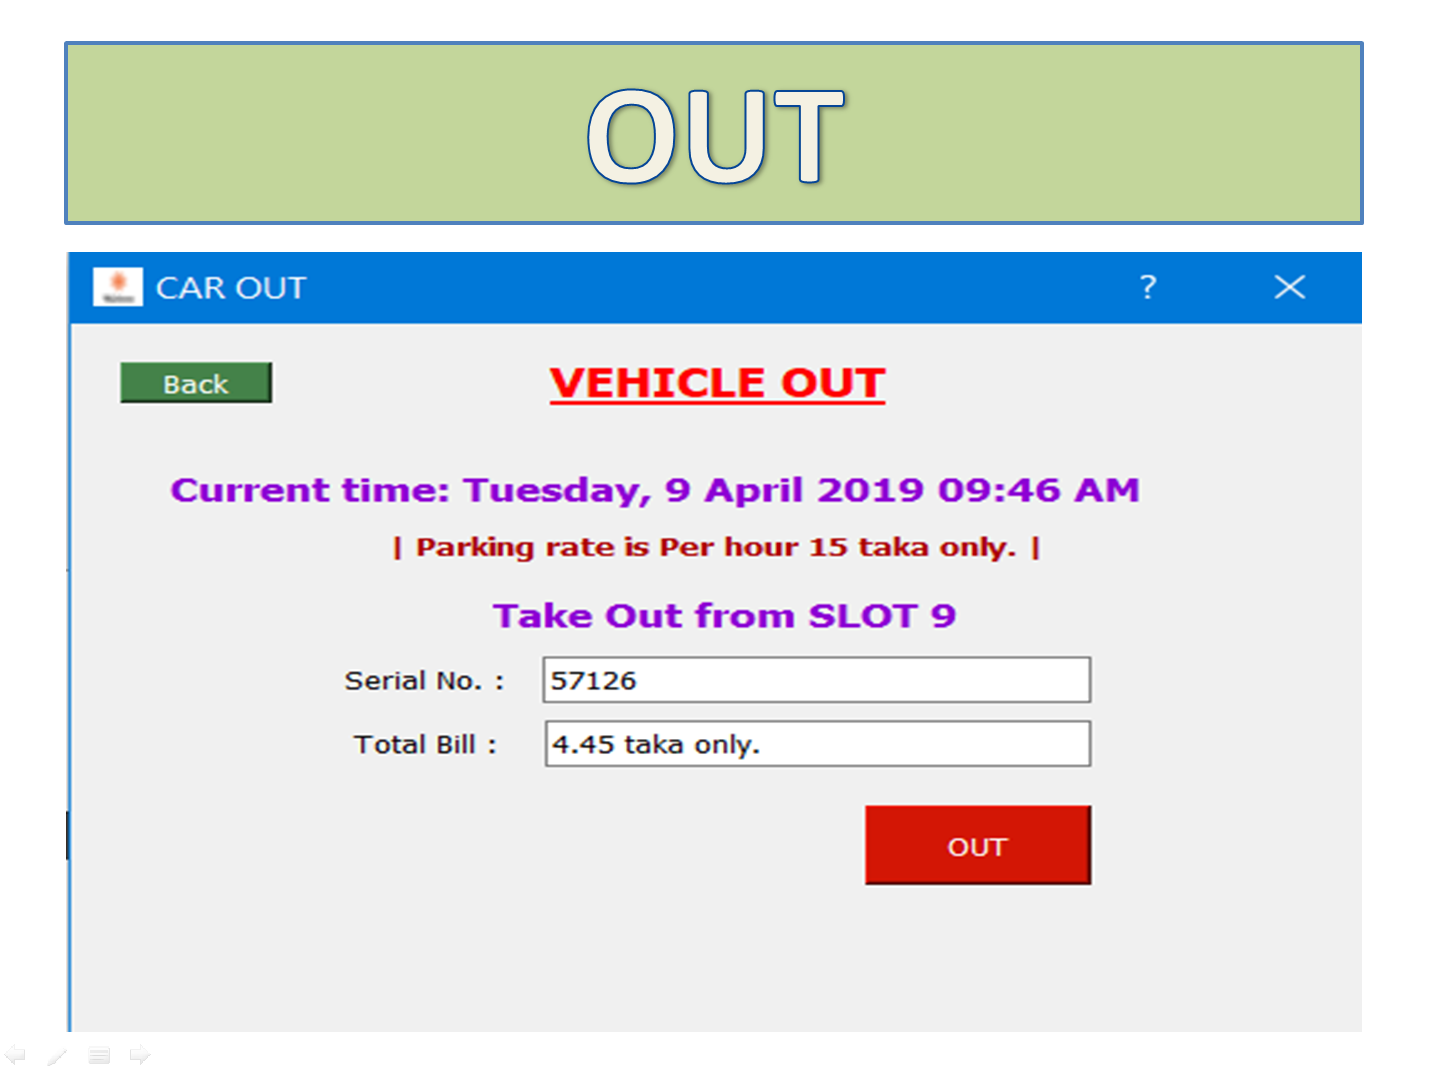 OUT
CAR OUT
?
Back
VEHICLE OUT
Current time: Tuesday, 9 April 2019 09:46 AM
| Parking rate is Per hour 15 taka only. |
Take Out from SLOT 9
Serial No. : 57126
Total Bill : 4.45 taka only.
OUT